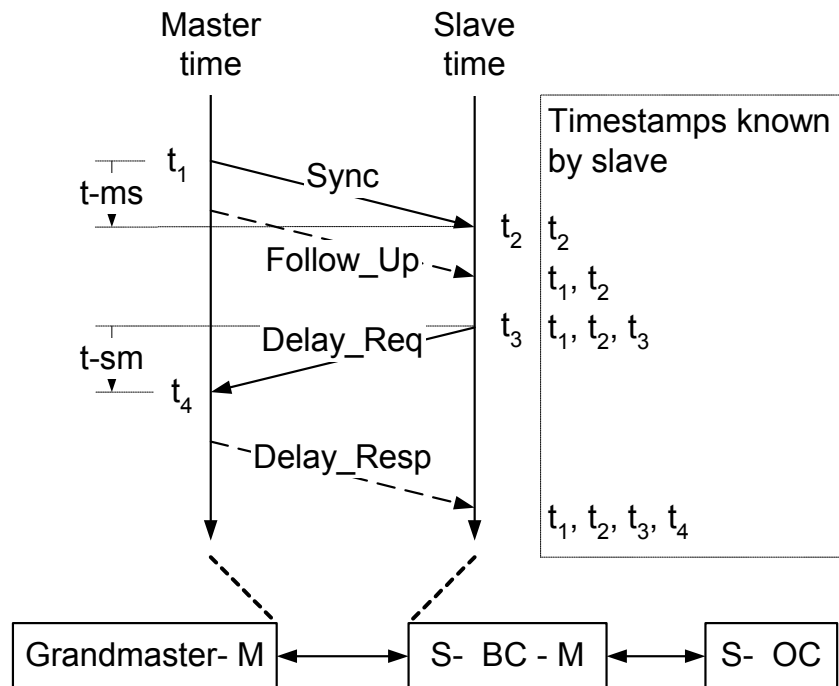 Master
time
Slave
time
Timestamps known
by slave
t₁
Sync
t-ms
t₂
t₂
Follow_Up
t₁, t₂
t₃
t₁, t₂, t₃
Delay_Req
t-sm
t₄
Delay_Resp
t₁, t₂, t₃, t₄
Grandmaster- M
S- BC - M
S- OC